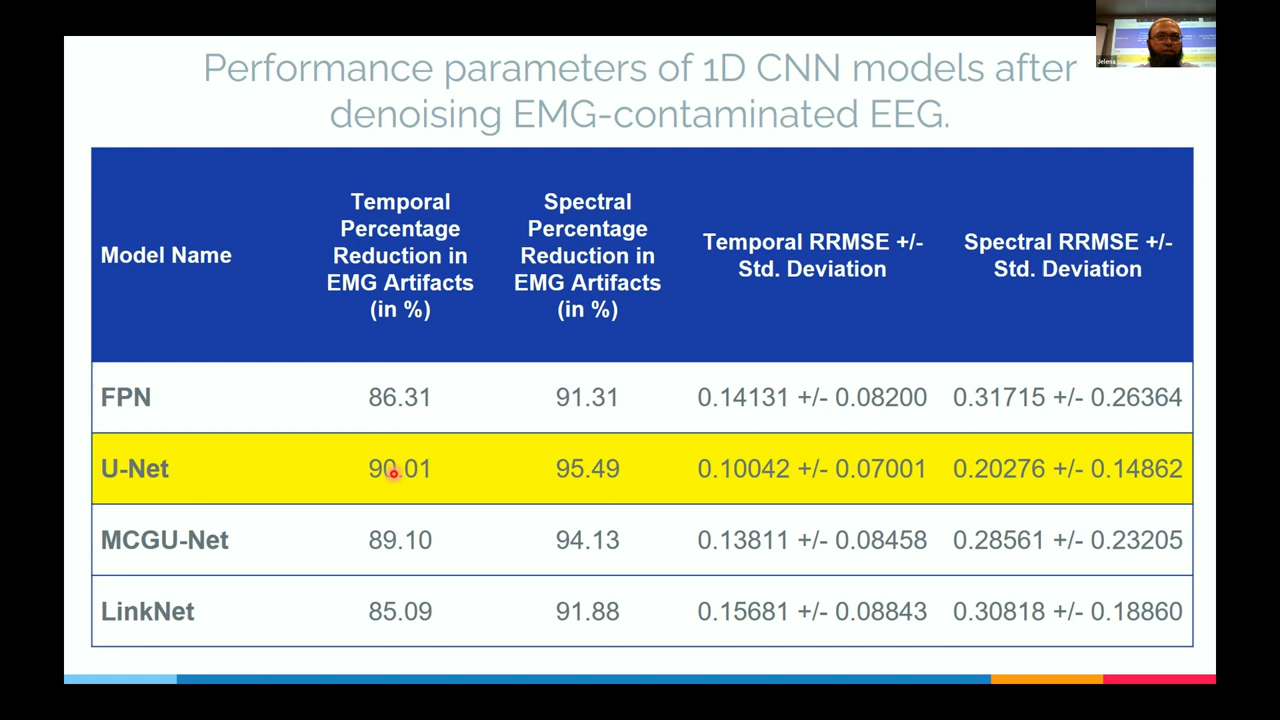 Performance parameters of 1D CNN models after
denoising EMG-contaminated EEG.
Jelena
Model Name
Temporal
Percentage
Reduction in
EMG Artifacts
(in %)
Spectral
Percentage
Reduction in
EMG Artifacts
(in %)
Temporal RRMSE +/-
Std. Deviation
Spectral RRMSE +/-
Std. Deviation
FPN 86.31 91.31 0.14131 +/- 0.08200 0.31715 +/- 0.26364
U-Net 90.01 95.49 0.10042 +/- 0.07001 0.20276 +/- 0.14862
MCGU-Net 89.10 94.13 0.13811 +/- 0.08458 0.28561 +/- 0.23205
LinkNet 85.09 91.88 0.15681 +/- 0.08843 0.30818 +/- 0.18860